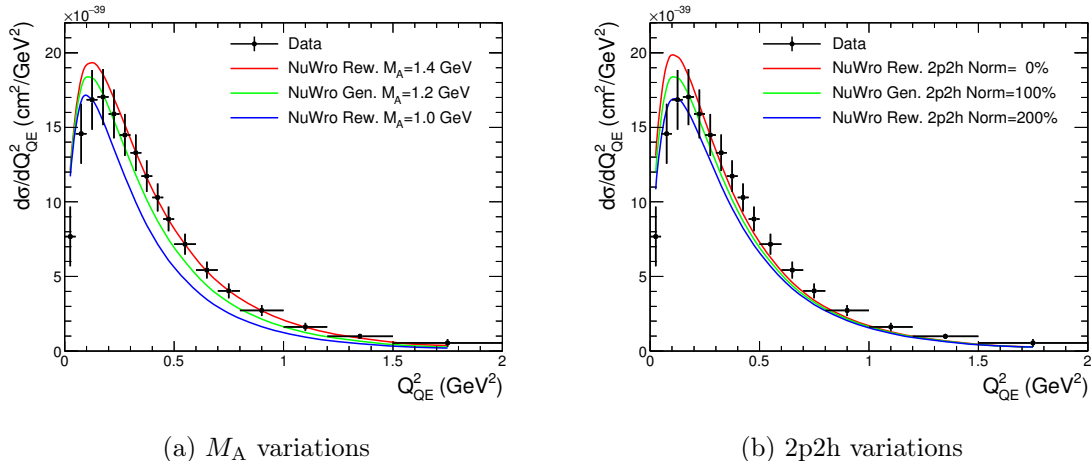 ×10⁻³⁹
dσ/dQ²_QE (cm²/GeV²)
20
15
10
5
0
Data
NuWro Rew. M_A=1.4 GeV
NuWro Gen. M_A=1.2 GeV
NuWro Rew. M_A=1.0 GeV
0 0.5 1 1.5 2
Q²_QE (GeV²)
(a) M_A variations
×10⁻³⁹
dσ/dQ²_QE (cm²/GeV²)
20
15
10
5
0
Data
NuWro Rew. 2p2h Norm= 0%
NuWro Gen. 2p2h Norm=100%
NuWro Rew. 2p2h Norm=200%
0 0.5 1 1.5 2
Q²_QE (GeV²)
(b) 2p2h variations